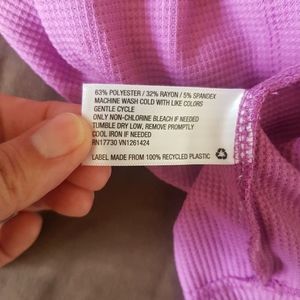 63% POLYESTER / 32% RAYON / 5% SPANDEX
MACHINE WASH COLD WITH LIKE COLORS
GENTLE CYCLE
ONLY NON-CHLORINE BLEACH IF NEEDED
TUMBLE DRY LOW, REMOVE PROMPTLY
COOL IRON IF NEEDED
RN17730 VN1261424
LABEL MADE FROM 100% RECYCLED PLASTIC